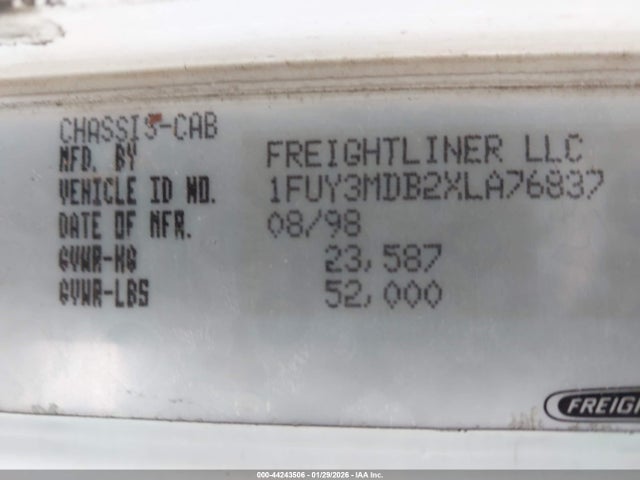 CHASSIS-CAB
MFD. BY FREIGHTLINER LLC
VEHICLE ID NO. 1FUY3MDB2XLA76837
DATE OF MFR. 08/98
GVWR-KG 23,587
GVWR-LBS 52,000
FREIGH
000-44243506 - 01/29/2026 - IAA Inc.